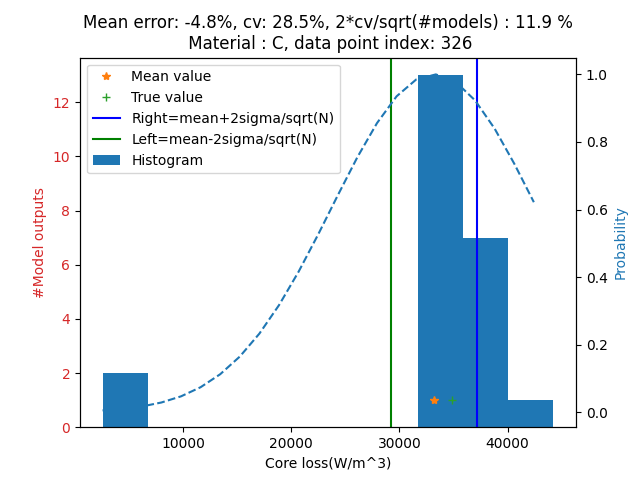 Mean error: -4.8%, cv: 28.5%, 2*cv/sqrt(#models) : 11.9 %
Material : C, data point index: 326
Mean value
True value
Right=mean+2sigma/sqrt(N)
Left=mean-2sigma/sqrt(N)
Histogram
#Model outputs
12
10
8
6
4
2
0
1.0
0.8
0.6
0.4
0.2
0.0
Probability
10000 20000 30000 40000
Core loss(W/m^3)